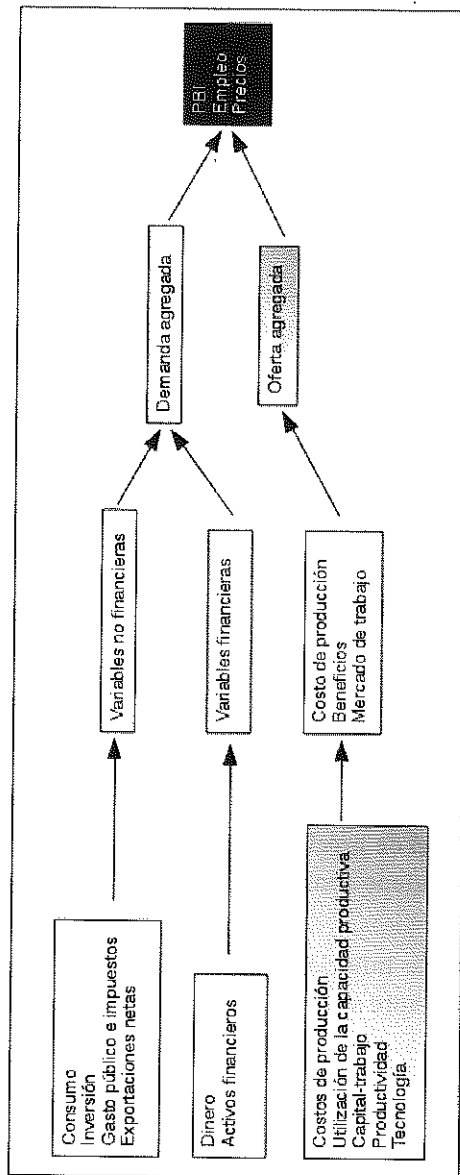 Consumo
Inversión
Gasto público e impuestos
Exportaciones netas
Variables no financieras
Demanda agregada
PBI
Empleo
Precios
Dinero
Activos financieros
Variables financieras
Oferta agregada
Costos de producción
Utilización de la capacidad productiva
Capital-trabajo
Productividad
Tecnología
Costo de producción
Beneficios
Mercado de trabajo